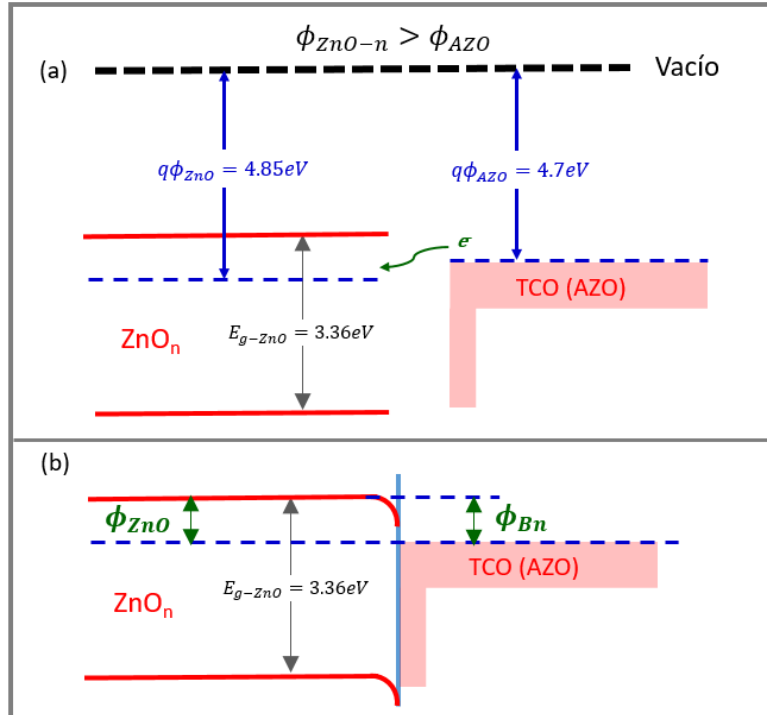 ϕ_{ZnO−n} > ϕ_{AZO}
(a)
Vacío
qϕ_{ZnO} = 4.85eV
qϕ_{AZO} = 4.7eV
e⁻
TCO (AZO)
ZnO_n
E_{g−ZnO} = 3.36eV
(b)
ϕ_{ZnO}
ϕ_{Bn}
TCO (AZO)
E_{g−ZnO} = 3.36eV
ZnO_n